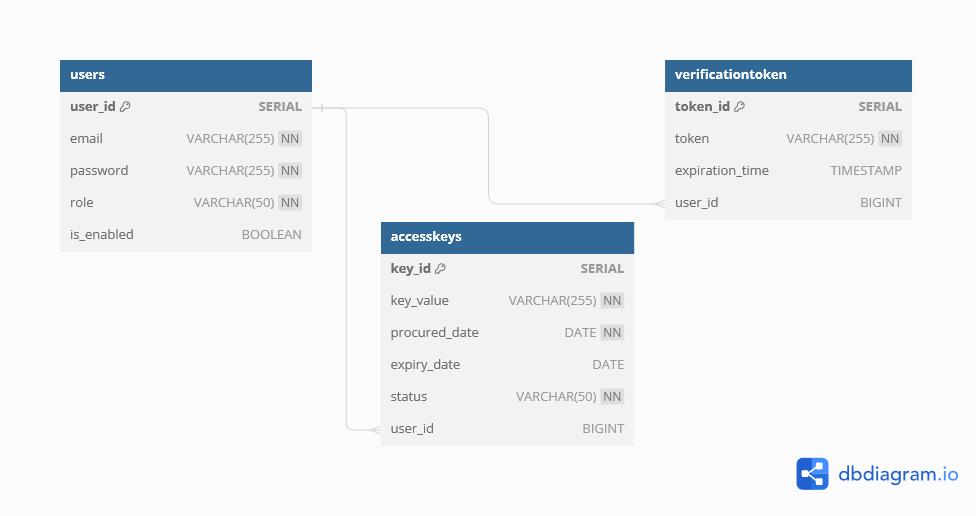 users
user_id SERIAL
email VARCHAR(255) NN
password VARCHAR(255) NN
role VARCHAR(50) NN
is_enabled BOOLEAN
verificationtoken
token_id SERIAL
token VARCHAR(255) NN
expiration_time TIMESTAMP
user_id BIGINT
accesskeys
key_id SERIAL
key_value VARCHAR(255) NN
procured_date DATE NN
expiry_date DATE
status VARCHAR(50) NN
user_id BIGINT
dbdiagram.io